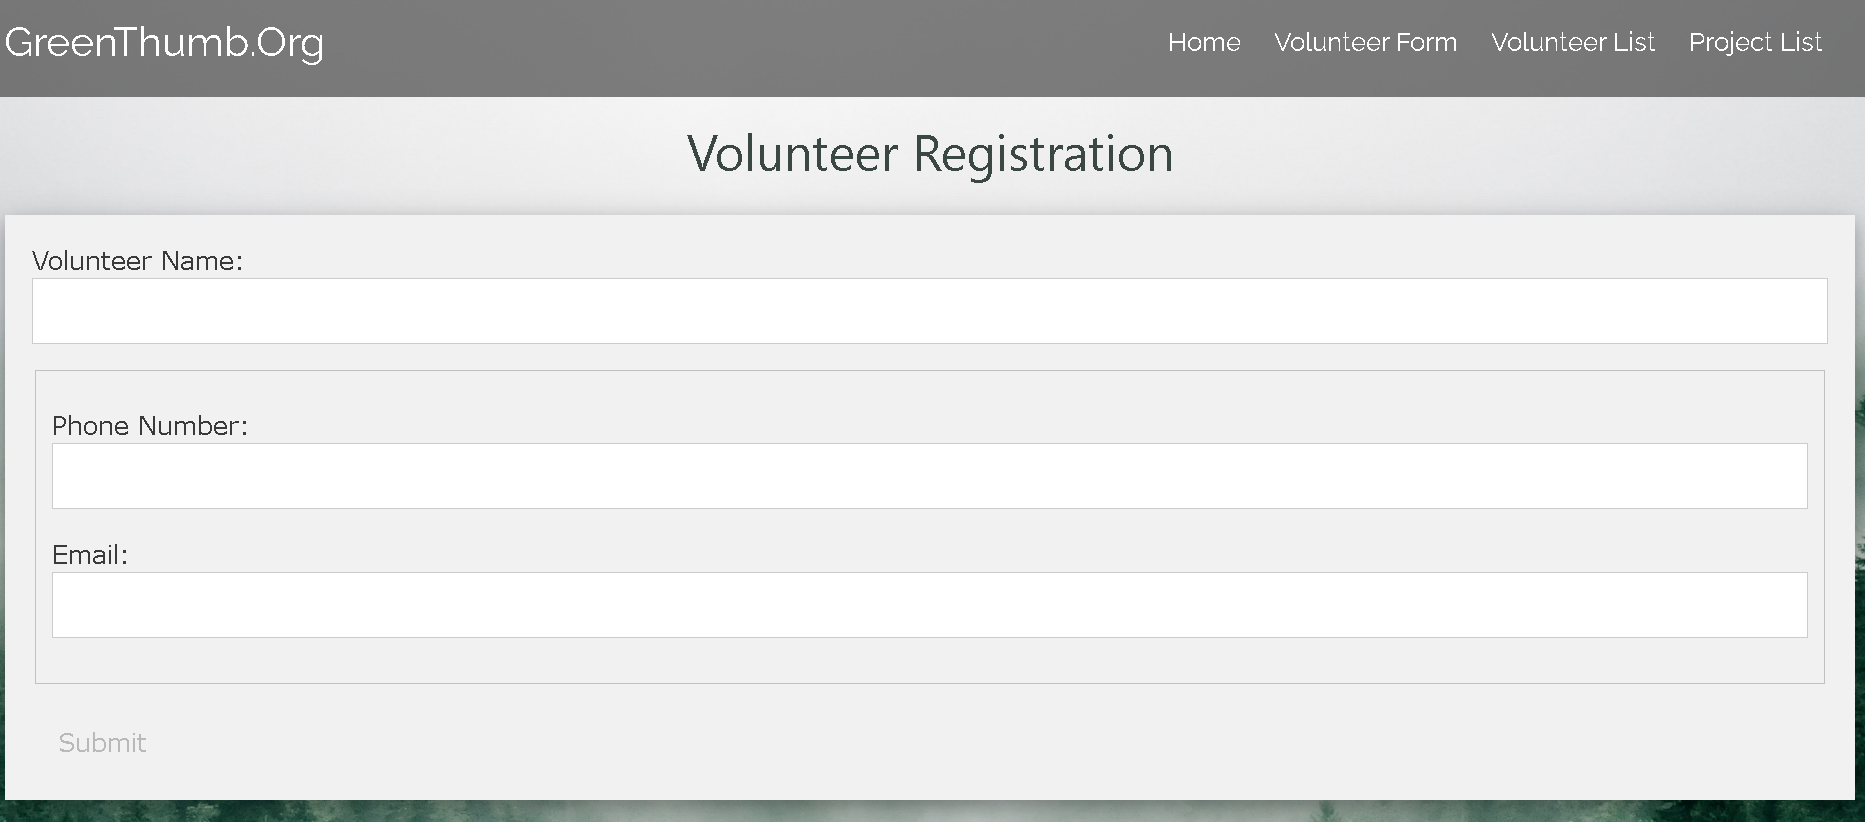 GreenThumb.Org
Home Volunteer Form Volunteer List Project List
Volunteer Registration
Volunteer Name:
Phone Number:
Email:
Submit